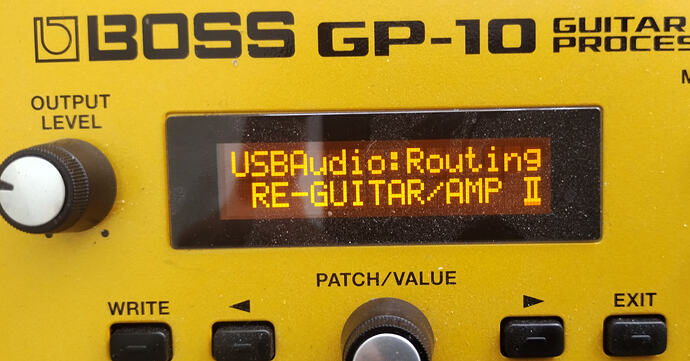 BOSS GP-10 GUITAR
PROCES
OUTPUT
LEVEL
M
USBAudio:Routing
RE-GUITAR/AMP II
PATCH/VALUE
WRITE
EXIT